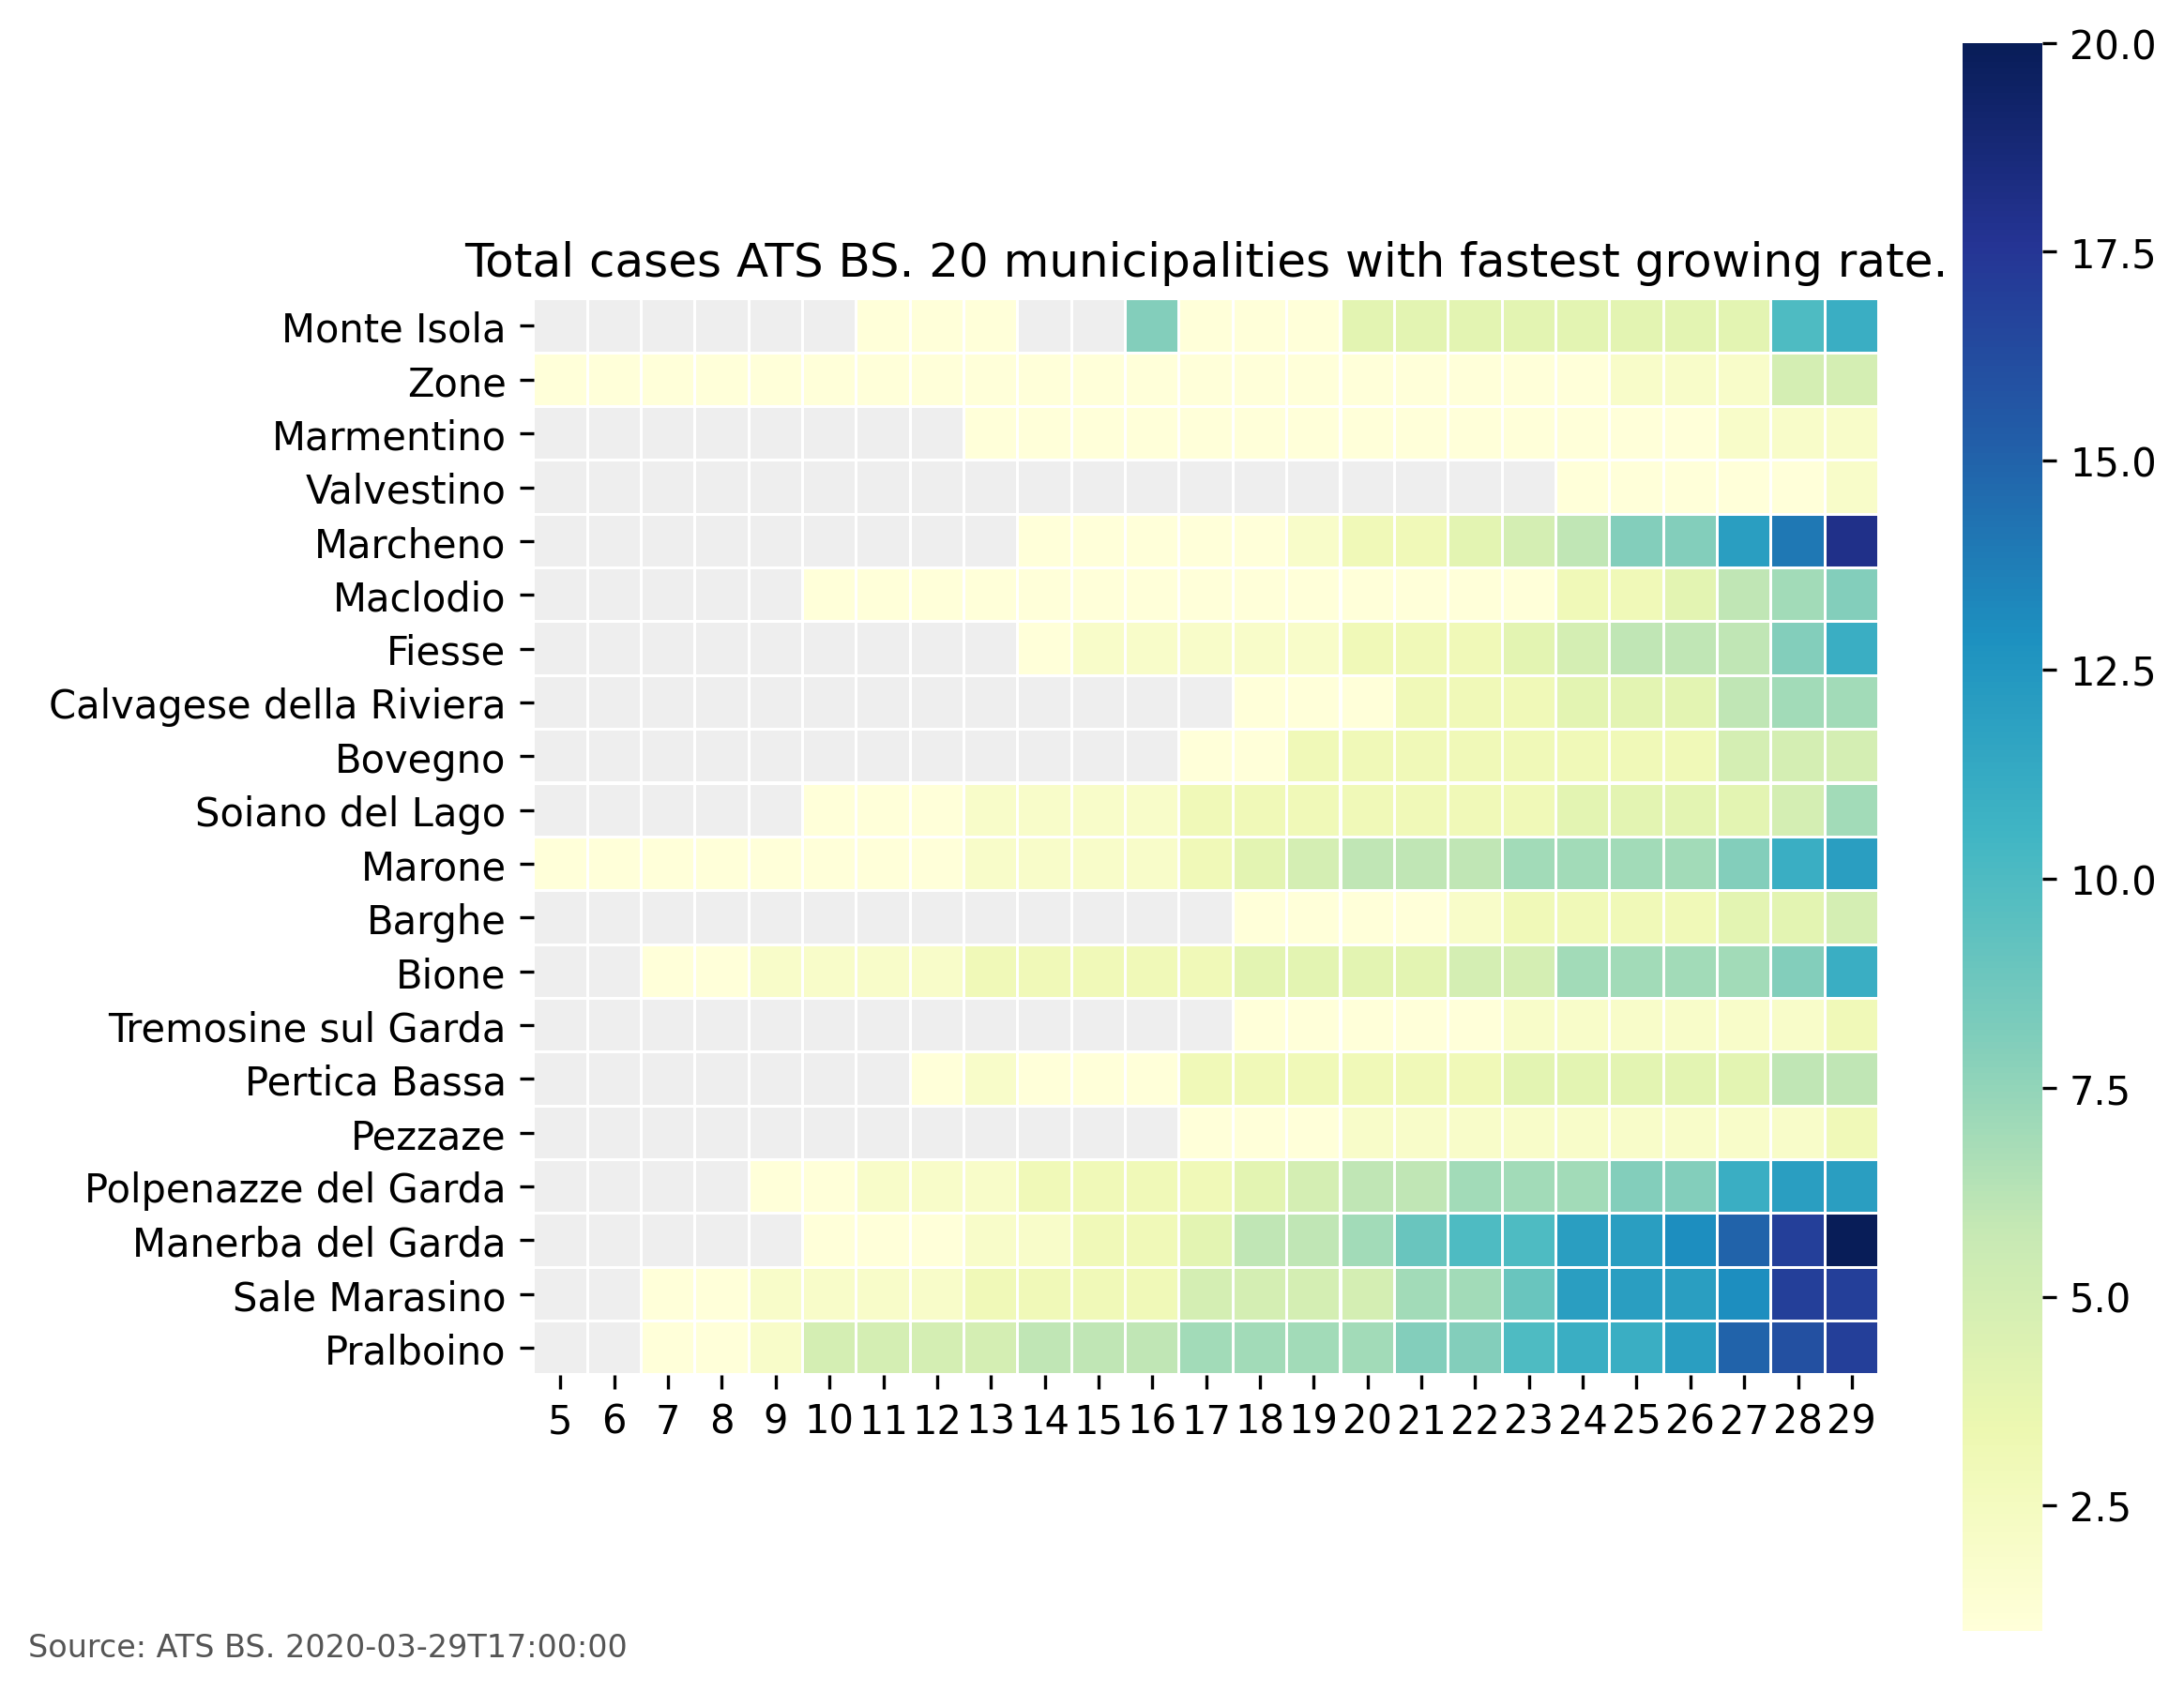 Total cases ATS BS. 20 municipalities with fastest growing rate.
Monte Isola
Zone
Marmentino
Valvestino
Marcheno
Maclodio
Fiesse
Calvagese della Riviera
Bovegno
Soiano del Lago
Marone
Barghe
Bione
Tremosine sul Garda
Pertica Bassa
Pezzaze
Polpenazze del Garda
Manerba del Garda
Sale Marasino
Pralboino
5 6 7 8 9 10 11 12 13 14 15 16 17 18 19 20 21 22 23 24 25 26 27 28 29
20.0
17.5
15.0
12.5
10.0
7.5
5.0
2.5
Source: ATS BS. 2020-03-29T17:00:00